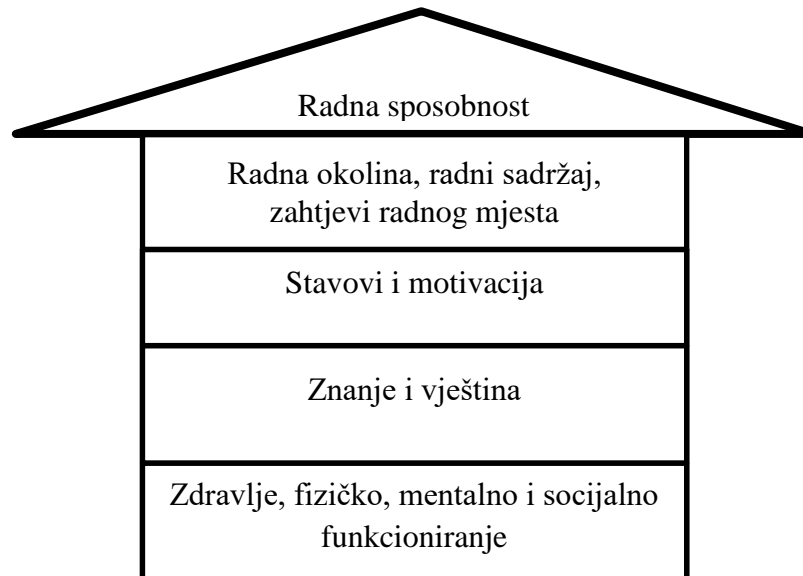 Radna sposobnost
Radna okolina, radni sadržaj,
zahtjevi radnog mjesta
Stavovi i motivacija
Znanje i vještina
Zdravlje, fizičko, mentalno i socijalno
funkcioniranje